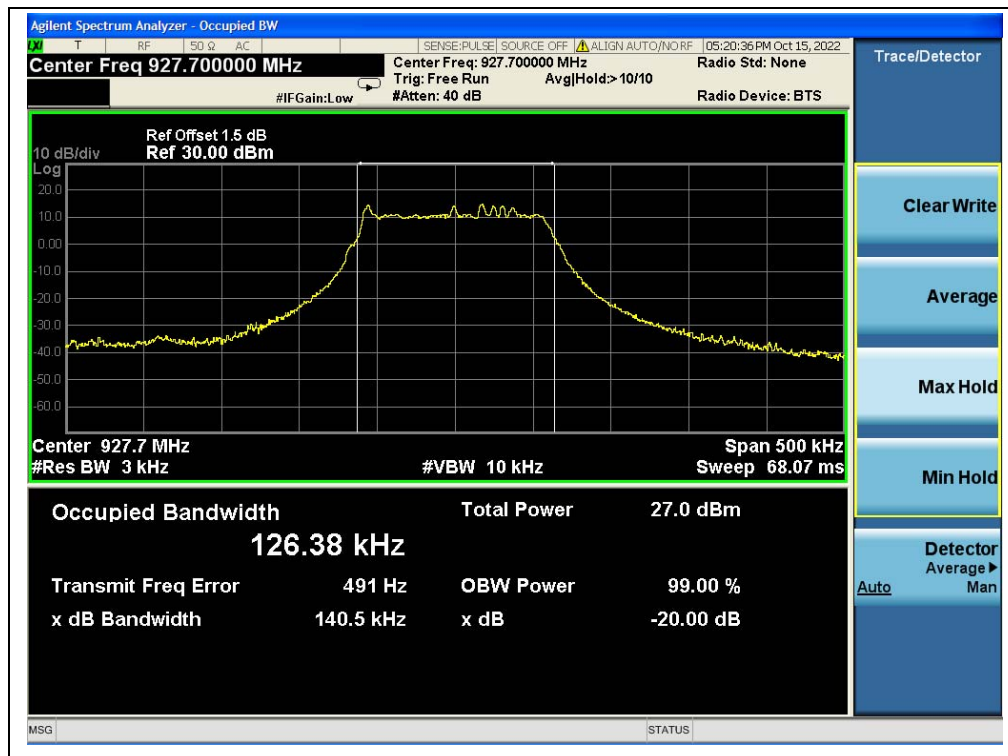 Agilent Spectrum Analyzer - Occupied BW
LXI T RF 50 Ω AC SENSE:PULSE SOURCE OFF ALIGN AUTO/NO RF 05:20:36 PM Oct 15, 2022
Center Freq 927.700000 MHz
Center Freq: 927.700000 MHz
Radio Std: None
Trig: Free Run Avg|Hold:>10/10
#IFGain:Low
#Atten: 40 dB
Radio Device: BTS
Ref Offset 1.5 dB
10 dB/div Ref 30.00 dBm
Log
20.0
10.0
0.00
-10.0
-20.0
-30.0
-40.0
-50.0
-60.0
Center 927.7 MHz Span 500 kHz
#Res BW 3 kHz #VBW 10 kHz Sweep 68.07 ms
Occupied Bandwidth Total Power 27.0 dBm
126.38 kHz
Transmit Freq Error 491 Hz OBW Power 99.00 %
x dB Bandwidth 140.5 kHz x dB -20.00 dB
MSG STATUS
Trace/Detector
Clear Write
Average
Max Hold
Min Hold
Detector
Average▶
Auto Man